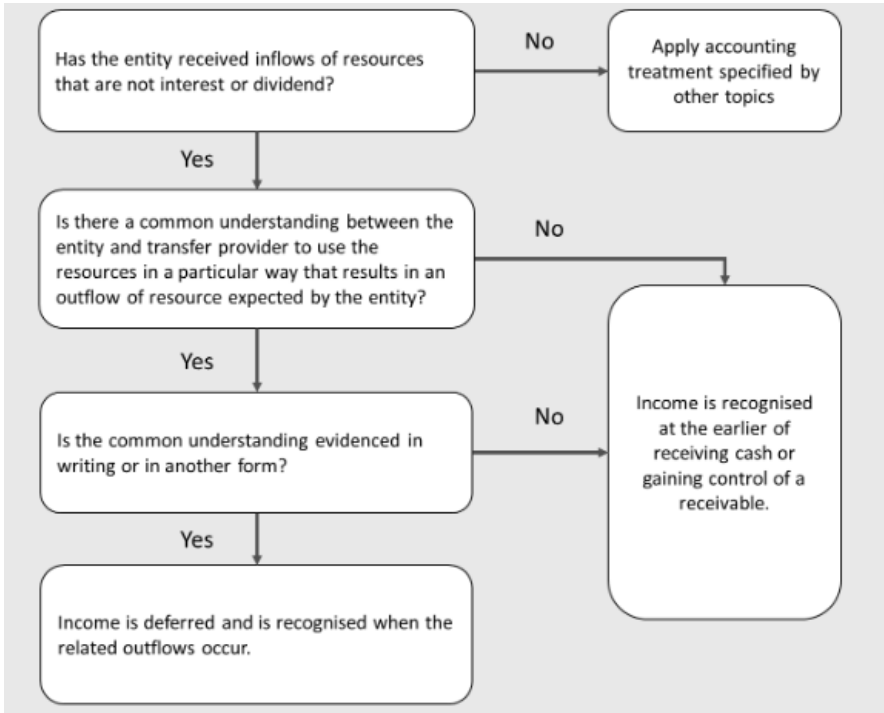 Has the entity received inflows of resources
that are not interest or dividend?
No
Apply accounting
treatment specified by
other topics
Yes
Is there a common understanding between the
entity and transfer provider to use the
resources in a particular way that results in an
outflow of resource expected by the entity?
No
Yes
Is the common understanding evidenced in
writing or in another form?
No
Income is recognised
at the earlier of
receiving cash or
gaining control of a
receivable.
Yes
Income is deferred and is recognised when the
related outflows occur.